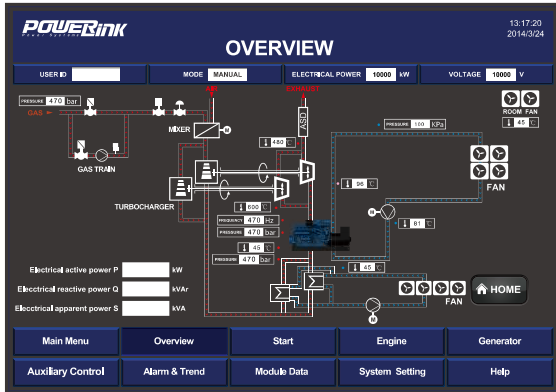 POWERlink
Power Systems
13:17:20
2014/3/24
OVERVIEW
USER ID
MODE MANUAL
ELECTRICAL POWER 10000 kW
VOLTAGE 10000 V
AIR
EXHAUST
PRESSURE 470 bar
GAS
ASD
PRESSURE 100 KPa
ROOM FAN
45 °C
MIXER
M
480 °C
GAS TRAIN
FAN
96 °C
TURBOCHARGER
600 °C
M
81 °C
FREQUENCY 470 Hz
PRESSURE 470 bar
45 °C
PRESSURE 470 bar
45 °C
Electrical active power P kW
Elecctrical reactive power Q kVAr
Elecctrical apparent power S kVA
FAN
HOME
M
Main Menu
Overview
Start
Engine
Generator
Auxiliary Control
Alarm & Trend
Module Data
System Setting
Help